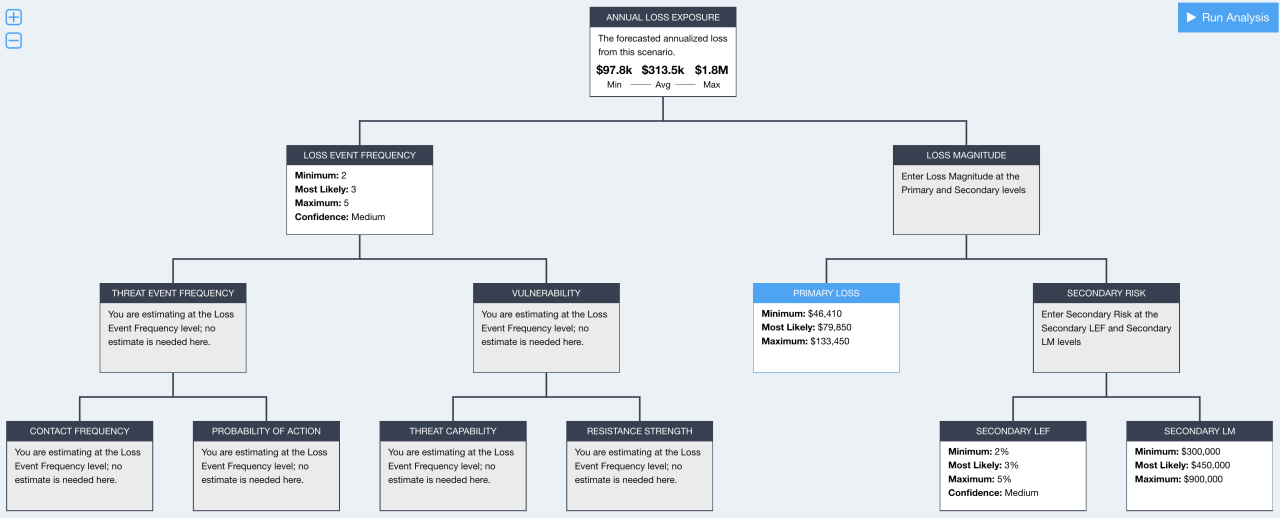 Run Analysis
ANNUAL LOSS EXPOSURE
The forecasted annualized loss
from this scenario.
$97.8k $313.5k $1.8M
Min Avg Max
LOSS EVENT FREQUENCY
Minimum: 2
Most Likely: 3
Maximum: 5
Confidence: Medium
LOSS MAGNITUDE
Enter Loss Magnitude at the
Primary and Secondary levels
THREAT EVENT FREQUENCY
You are estimating at the Loss
Event Frequency level; no
estimate is needed here.
VULNERABILITY
You are estimating at the Loss
Event Frequency level; no
estimate is needed here.
PRIMARY LOSS
Minimum: $46,410
Most Likely: $79,850
Maximum: $133,450
SECONDARY RISK
Enter Secondary Risk at the
Secondary LEF and Secondary
LM levels
CONTACT FREQUENCY
You are estimating at the Loss
Event Frequency level; no
estimate is needed here.
PROBABILITY OF ACTION
You are estimating at the Loss
Event Frequency level; no
estimate is needed here.
THREAT CAPABILITY
You are estimating at the Loss
Event Frequency level; no
estimate is needed here.
RESISTANCE STRENGTH
You are estimating at the Loss
Event Frequency level; no
estimate is needed here.
SECONDARY LEF
Minimum: 2%
Most Likely: 3%
Maximum: 5%
Confidence: Medium
SECONDARY LM
Minimum: $300,000
Most Likely: $450,000
Maximum: $900,000